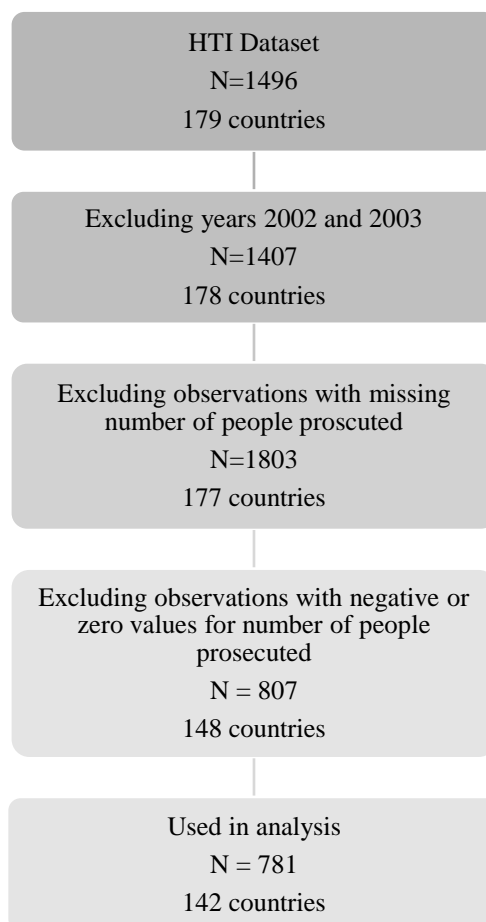 HTI Dataset
N=1496
179 countries
Excluding years 2002 and 2003
N=1407
178 countries
Excluding observations with missing
number of people proscuted
N=1803
177 countries
Excluding observations with negative or
zero values for number of people
prosecuted
N = 807
148 countries
Used in analysis
N = 781
142 countries